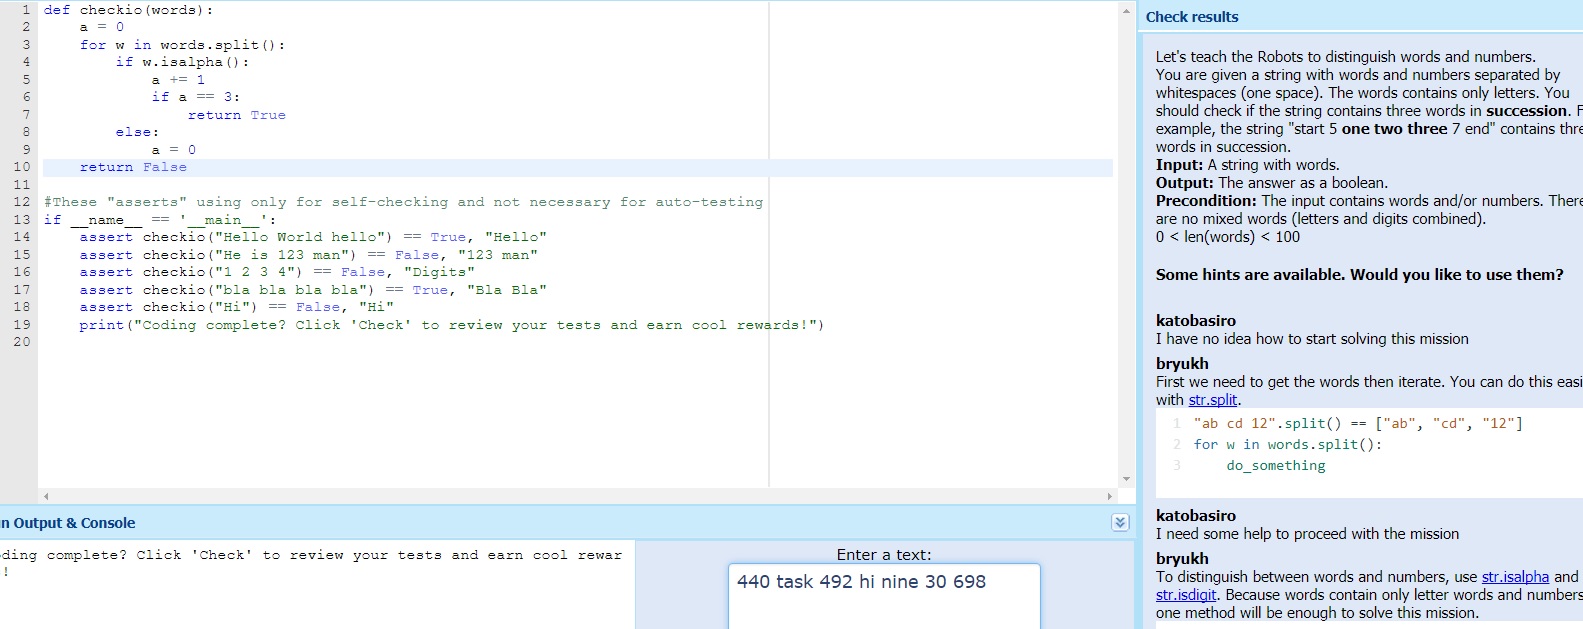 1 def checkio(words):
2     a = 0
3     for w in words.split():
4         if w.isalpha():
5             a += 1
6             if a == 3:
7                 return True
8         else:
9             a = 0
10     return False
11
12 #These "asserts" using only for self-checking and not necessary for auto-testing
13 if __name__ == '__main__':
14     assert checkio("Hello World hello") == True, "Hello"
15     assert checkio("He is 123 man") == False, "123 man"
16     assert checkio("1 2 3 4") == False, "Digits"
17     assert checkio("bla bla bla bla") == True, "Bla Bla"
18     assert checkio("Hi") == False, "Hi"
19     print("Coding complete? Click 'Check' to review your tests and earn cool rewards!")
20
n Output & Console
ding complete? Click 'Check' to review your tests and earn cool rewar
!
Enter a text:
440 task 492 hi nine 30 698
Check results
Let's teach the Robots to distinguish words and numbers.
You are given a string with words and numbers separated by
whitespaces (one space). The words contains only letters. You
should check if the string contains three words in succession. F
example, the string "start 5 one two three 7 end" contains thre
words in succession.
Input: A string with words.
Output: The answer as a boolean.
Precondition: The input contains words and/or numbers. There
are no mixed words (letters and digits combined).
0 < len(words) < 100
Some hints are available. Would you like to use them?
katobasiro
I have no idea how to start solving this mission
bryukh
First we need to get the words then iterate. You can do this easi
with str.split.
1 "ab cd 12".split() == ["ab", "cd", "12"]
2 for w in words.split():
3     do_something
katobasiro
I need some help to proceed with the mission
bryukh
To distinguish between words and numbers, use str.isalpha and
str.isdigit. Because words contain only letter words and numbers
one method will be enough to solve this mission.